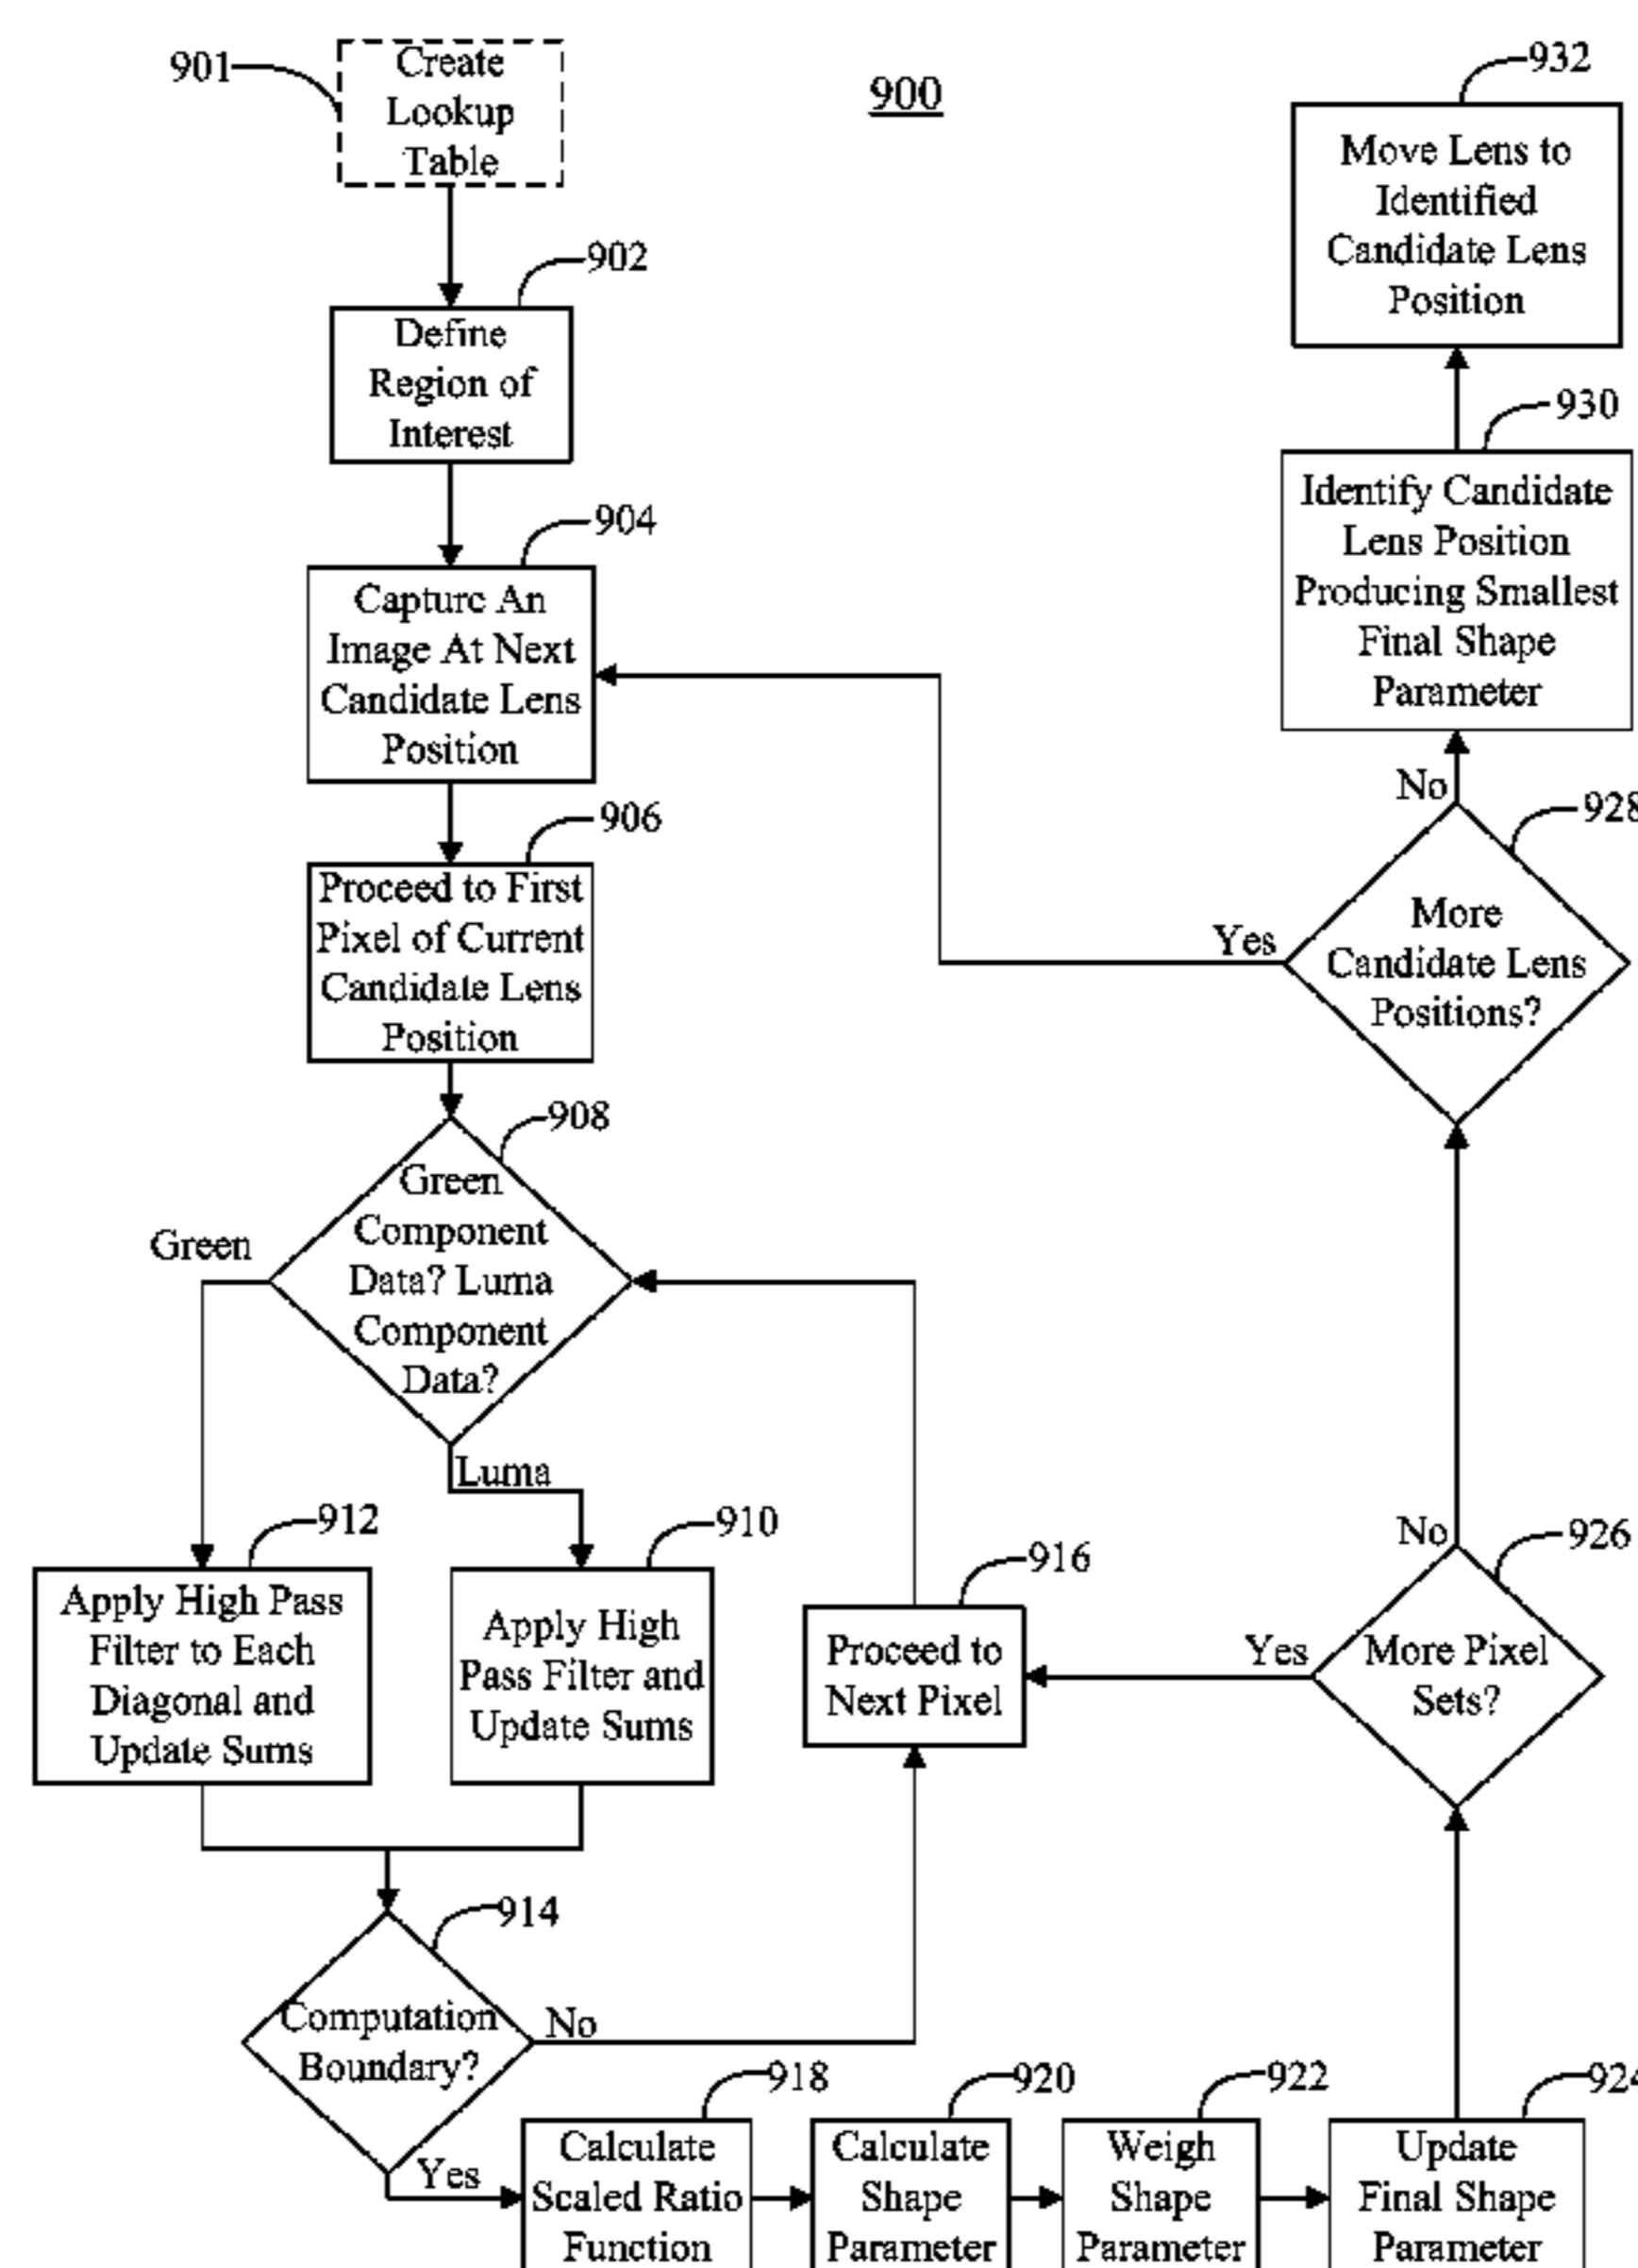 901
Create
Lookup
Table
900
932
Move Lens to
Identified
Candidate Lens
Position
902
Define
Region of
Interest
930
Identify Candidate
Lens Position
Producing Smallest
Final Shape
Parameter
904
Capture An
Image At Next
Candidate Lens
Position
No
928
More
Candidate Lens
Positions?
Yes
906
Proceed to First
Pixel of Current
Candidate Lens
Position
908
Green
Component
Data? Luma
Component
Data?
Green
Luma
912
Apply High Pass
Filter to Each
Diagonal and
Update Sums
910
Apply High
Pass Filter and
Update Sums
916
Proceed to
Next Pixel
No
926
More Pixel
Sets?
Yes
914
Computation
Boundary?
No
Yes
918
Calculate
Scaled Ratio
Function
920
Calculate
Shape
Parameter
922
Weigh
Shape
Parameter
924
Update
Final Shape
Parameter